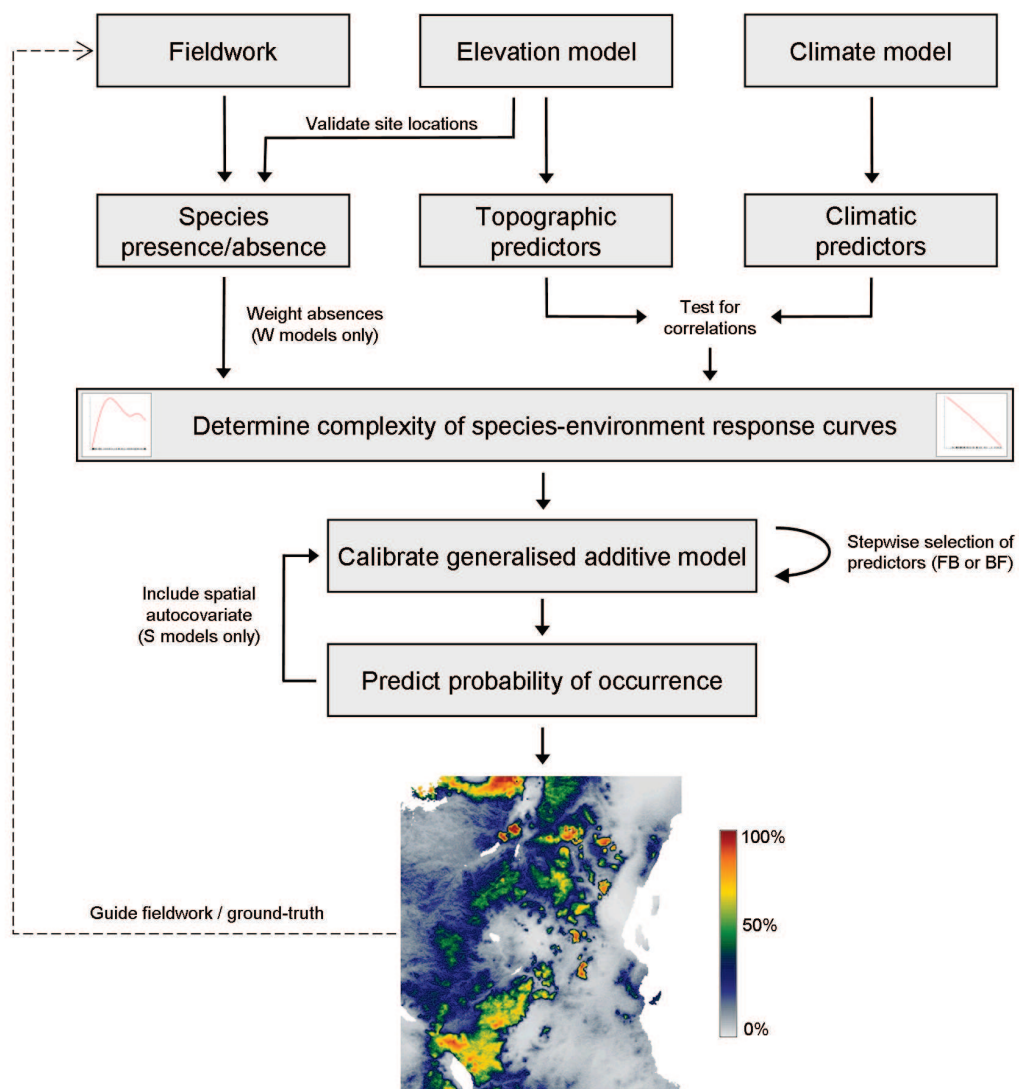 Fieldwork
Elevation model
Climate model
Validate site locations
Species
presence/absence
Topographic
predictors
Climatic
predictors
Weight absences
(W models only)
Test for
correlations
Determine complexity of species-environment response curves
Calibrate generalised additive model
Stepwise selection of
predictors (FB or BF)
Include spatial
autocovariate
(S models only)
Predict probability of occurrence
100%
Guide fieldwork / ground-truth
50%
0%